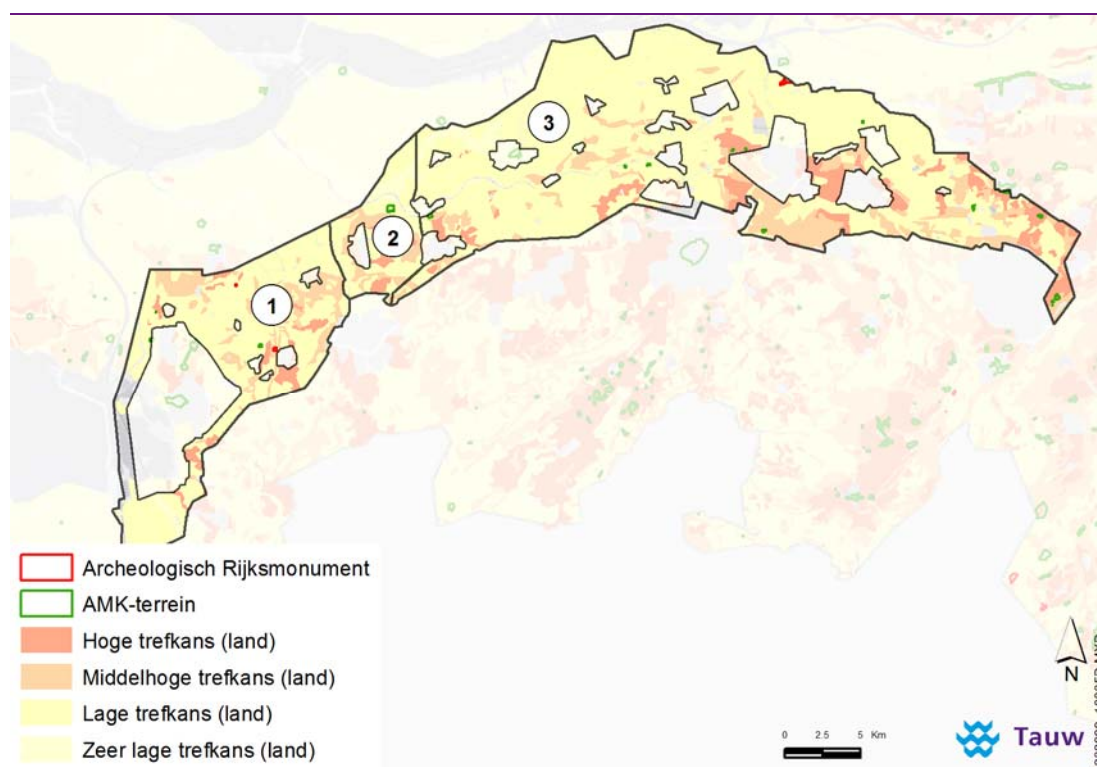 3
2
1
Archeologisch Rijksmonument
AMK-terrein
Hoge trefkans (land)
Middelhoge trefkans (land)
Lage trefkans (land)
Zeer lage trefkans (land)
0 2.5 5 Km
N
Tauw